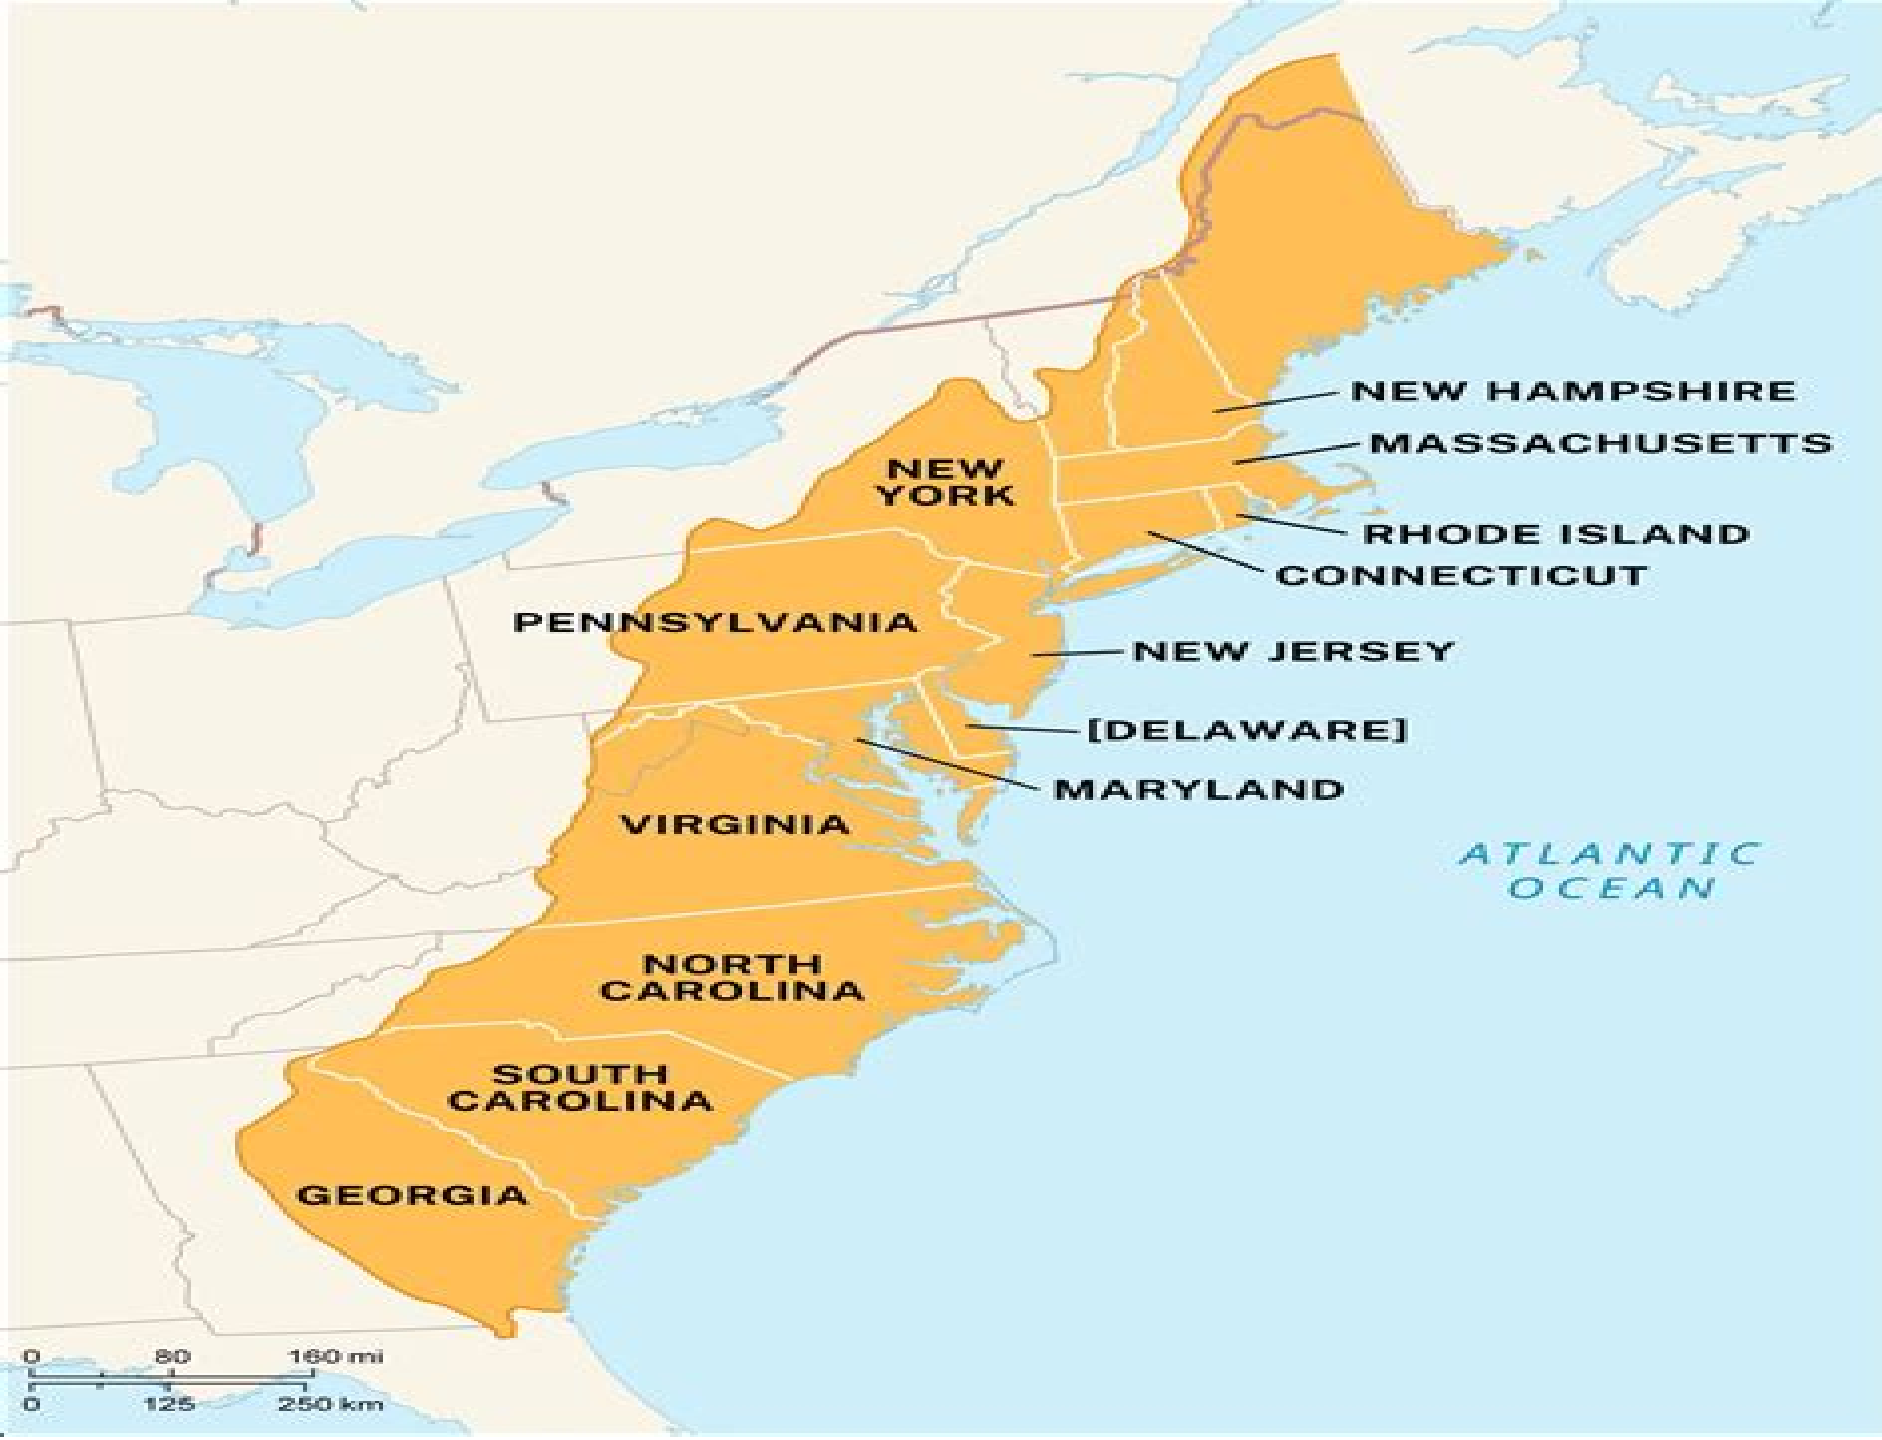 NEW HAMPSHIRE
MASSACHUSETTS
NEW
YORK
RHODE ISLAND
CONNECTICUT
PENNSYLVANIA
NEW JERSEY
[DELAWARE]
MARYLAND
VIRGINIA
ATLANTIC
OCEAN
NORTH
CAROLINA
SOUTH
CAROLINA
GEORGIA
0 80 160 mi
0 125 250 km